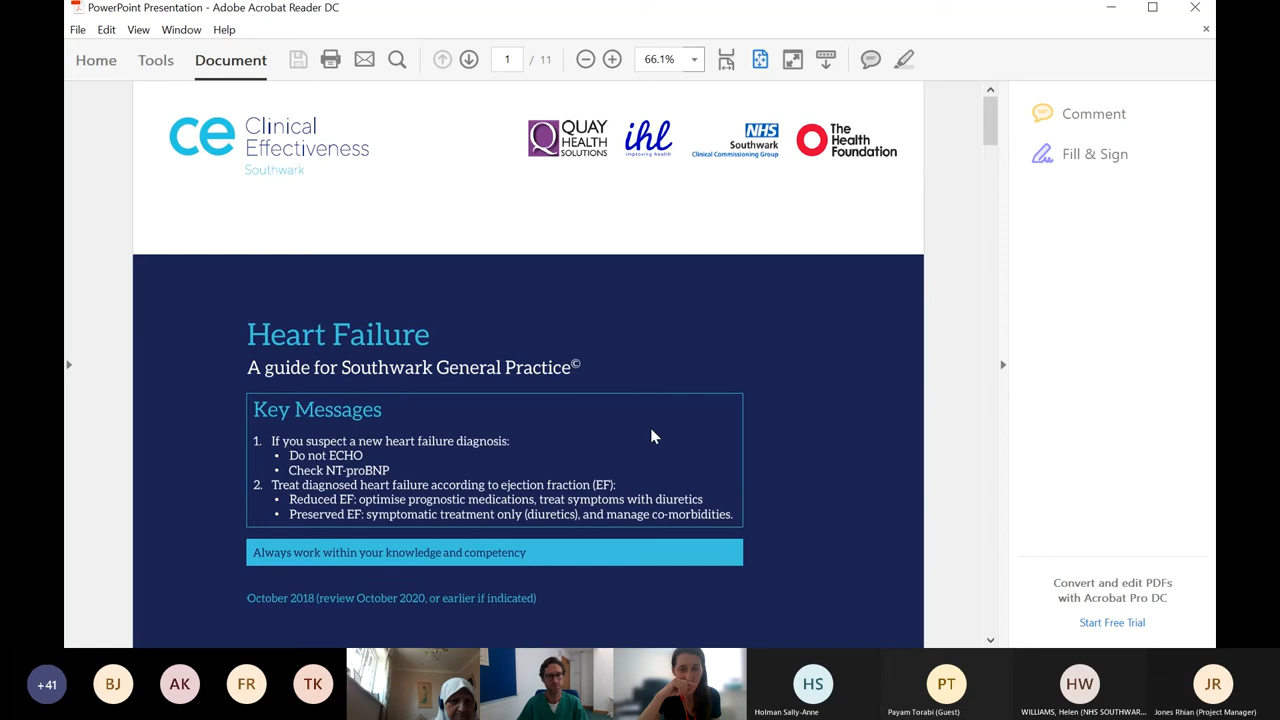 PowerPoint Presentation - Adobe Acrobat Reader DC
File Edit View Window Help
Home Tools Document 1 / 11 66.1%
Comment
Fill & Sign
ce Clinical
Effectiveness
Southwark
QUAY
HEALTH
SOLUTIONS
ihl
improving health
NHS
Southwark
Clinical Commissioning Group
The
Health
Foundation
Heart Failure
A guide for Southwark General Practice©
Key Messages
1. If you suspect a new heart failure diagnosis:
• Do not ECHO
• Check NT-proBNP
2. Treat diagnosed heart failure according to ejection fraction (EF):
• Reduced EF: optimise prognostic medications, treat symptoms with diuretics
• Preserved EF: symptomatic treatment only (diuretics), and manage co-morbidities.
Always work within your knowledge and competency
October 2018 (review October 2020, or earlier if indicated)
Convert and edit PDFs
with Acrobat Pro DC
Start Free Trial
+41 BJ AK FR TK HS PT HW JR
Holman Sally-Anne Payam Torabi (Guest) WILLIAMS, Helen (NHS SOUTHWAR... Jones Rhian (Project Manager)